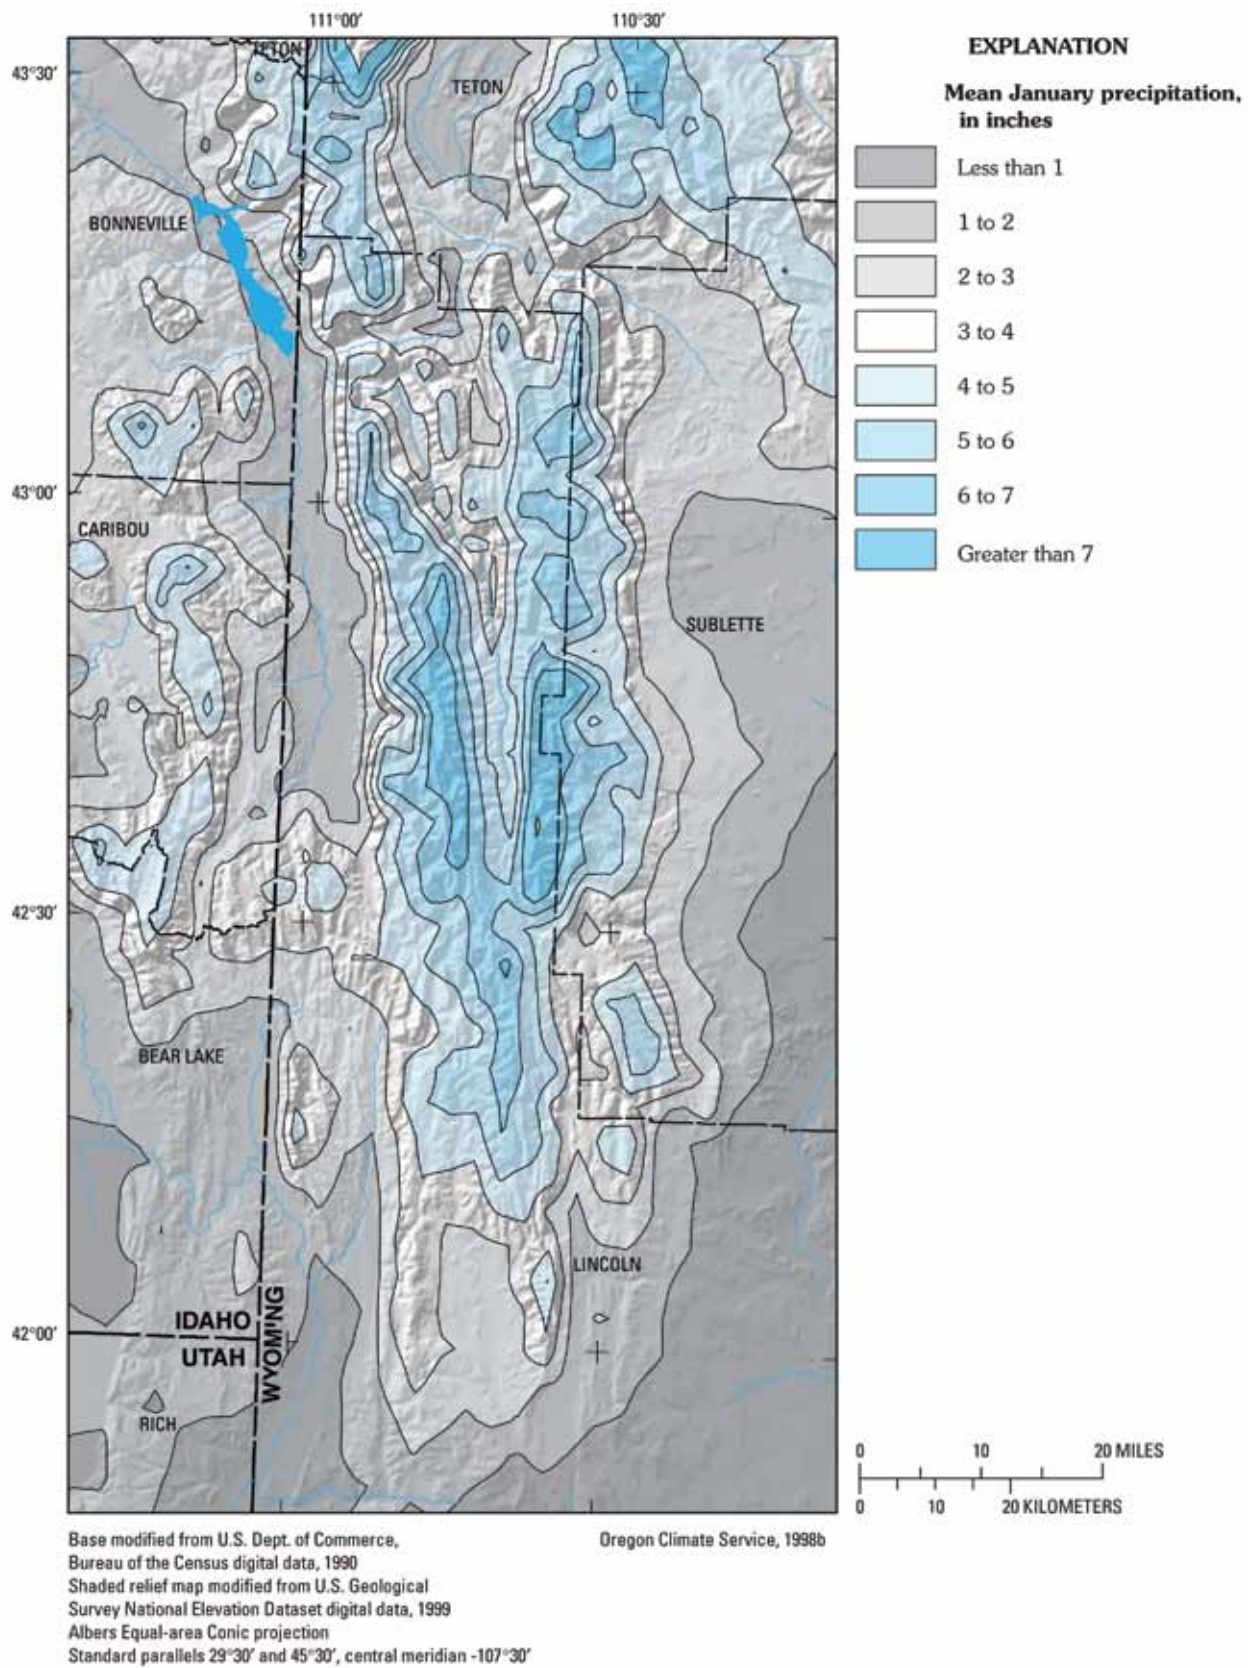 111°00′ 110°30′
43°30′
43°00′
42°30′
42°00′
TETON
TETON
BONNEVILLE
CARIBOU
SUBLETTE
BEAR LAKE
LINCOLN
IDAHO
UTAH
WYOM'NG
RICH
EXPLANATION
Mean January precipitation,
in inches
Less than 1
1 to 2
2 to 3
3 to 4
4 to 5
5 to 6
6 to 7
Greater than 7
0 10 20 MILES
0 10 20 KILOMETERS
Base modified from U.S. Dept. of Commerce,
Bureau of the Census digital data, 1990
Shaded relief map modified from U.S. Geological
Survey National Elevation Dataset digital data, 1999
Albers Equal-area Conic projection
Standard parallels 29°30′ and 45°30′, central meridian -107°30′
Oregon Climate Service, 1998b